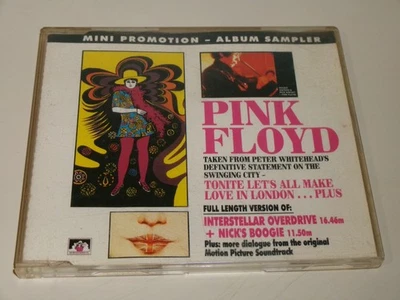 MINI PROMOTION – ALBUM SAMPLER
PINK
FLOYD
TAKEN FROM PETER WHITEHEAD'S
DEFINITIVE STATEMENT ON THE
SWINGING CITY –
TONITE LET'S ALL MAKE
LOVE IN LONDON . . . PLUS
FULL LENGTH VERSION OF:
INTERSTELLAR OVERDRIVE 16.46m
+ NICK'S BOOGIE 11.50m
Plus: more dialogue from the original
Motion Picture Soundtrack